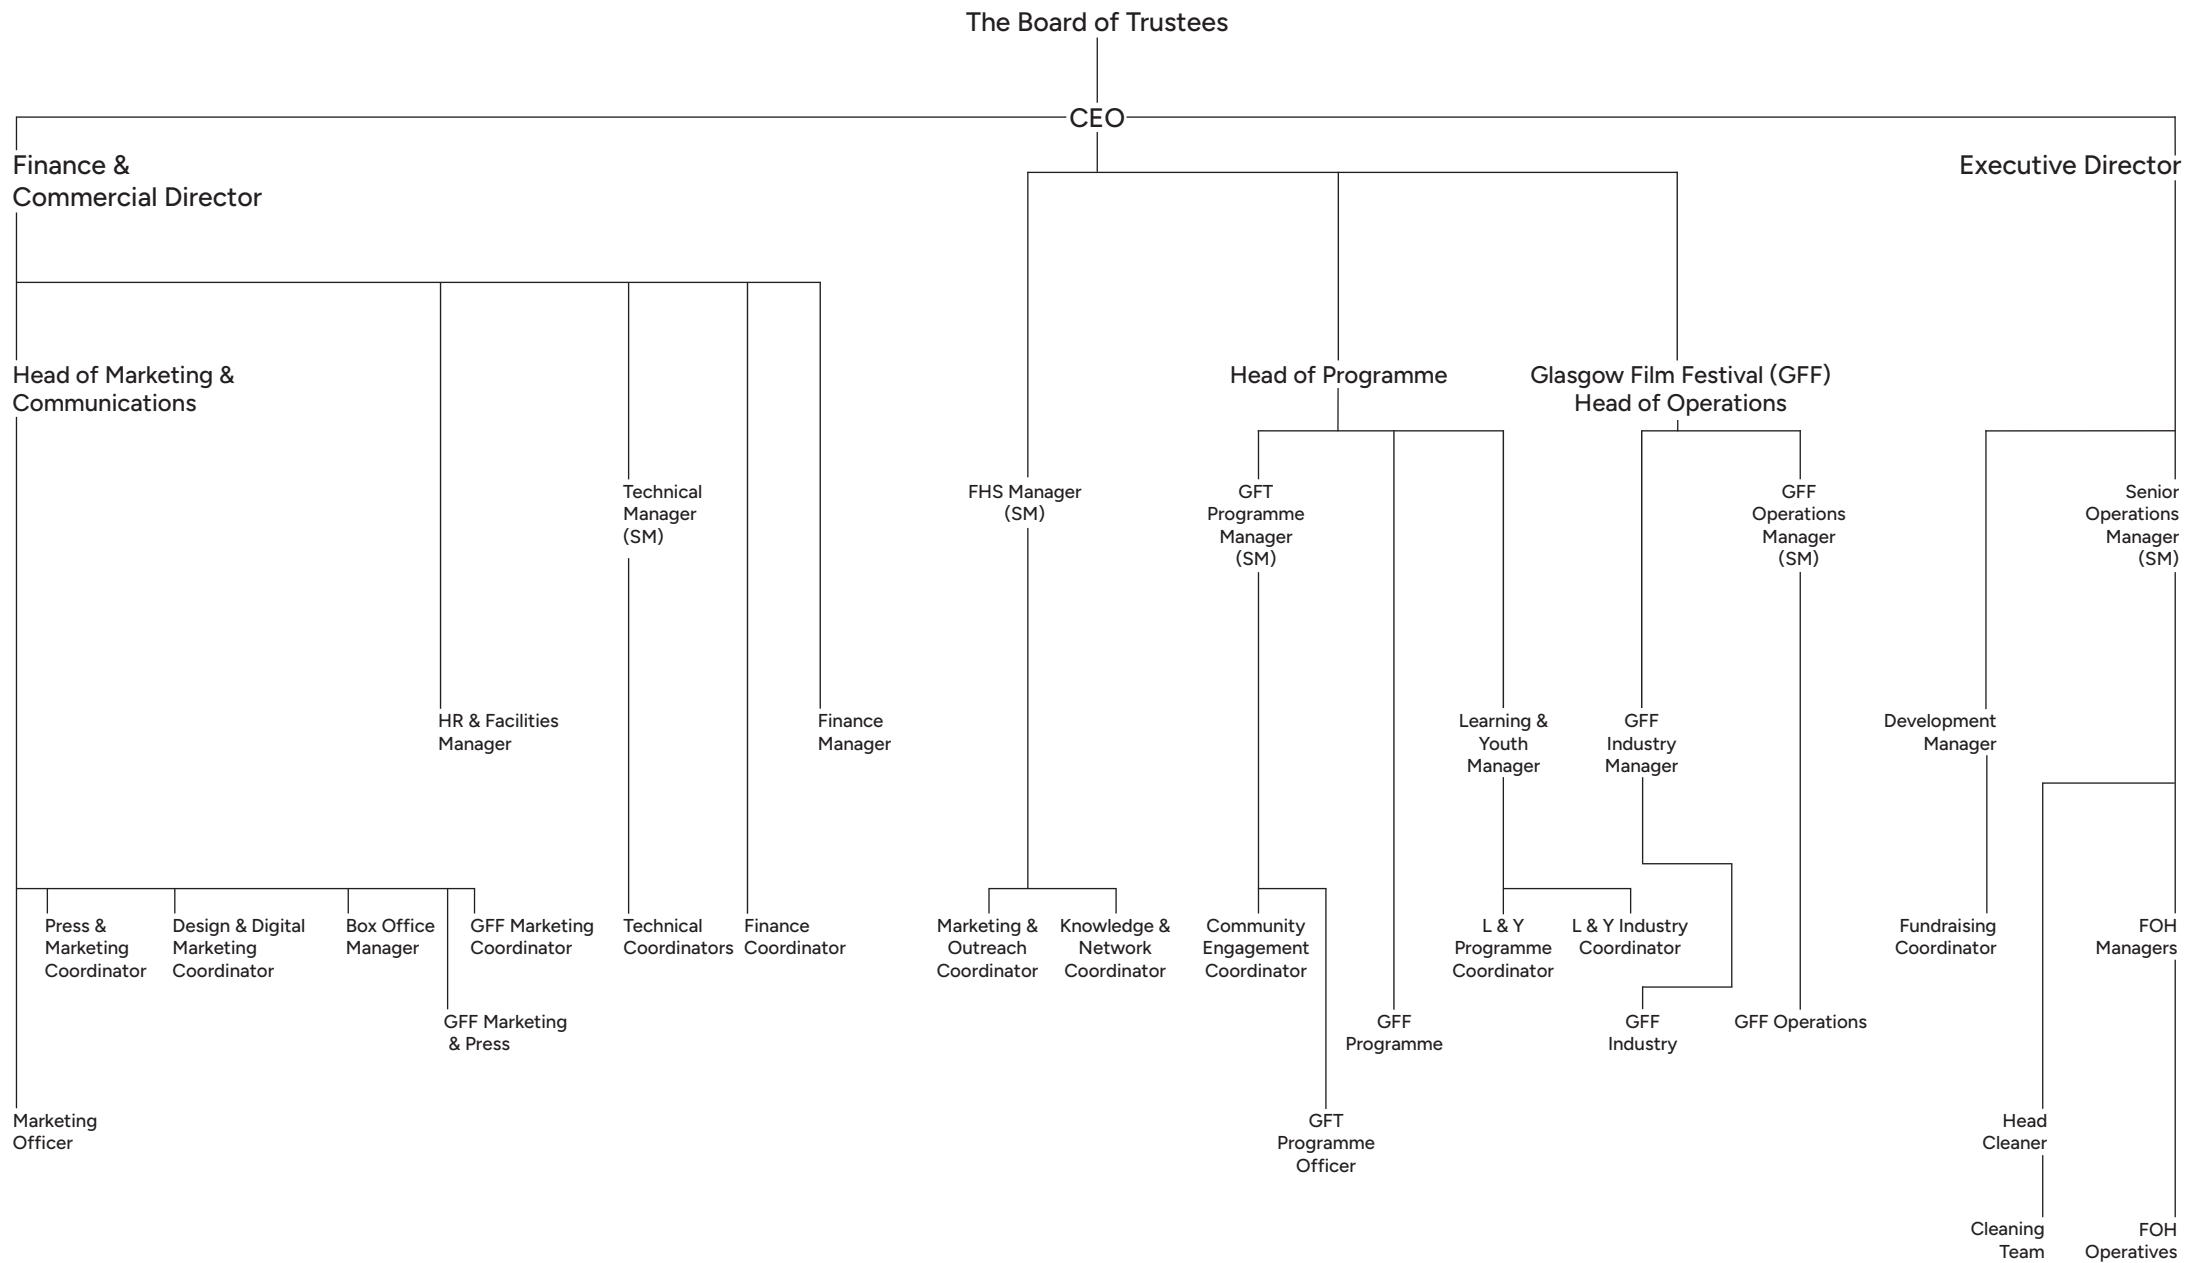 The Board of Trustees
CEO
Finance &
Commercial Director
Executive Director
Head of Marketing &
Communications
Head of Programme
Glasgow Film Festival (GFF)
Head of Operations
Technical
Manager
(SM)
FHS Manager
(SM)
GFT
Programme
Manager
(SM)
GFF
Operations
Manager
(SM)
Senior
Operations
Manager
(SM)
HR & Facilities
Manager
Finance
Manager
Learning &
Youth
Manager
GFF
Industry
Manager
Development
Manager
Press &
Marketing
Coordinator
Design & Digital
Marketing
Coordinator
Box Office
Manager
GFF Marketing
Coordinator
Technical
Coordinators
Finance
Coordinator
Marketing &
Outreach
Coordinator
Knowledge &
Network
Coordinator
Community
Engagement
Coordinator
L & Y
Programme
Coordinator
L & Y Industry
Coordinator
Fundraising
Coordinator
FOH
Managers
GFF Marketing
& Press
GFF
Programme
GFF
Industry
GFF Operations
Marketing
Officer
GFT
Programme
Officer
Head
Cleaner
Cleaning
Team
FOH
Operatives